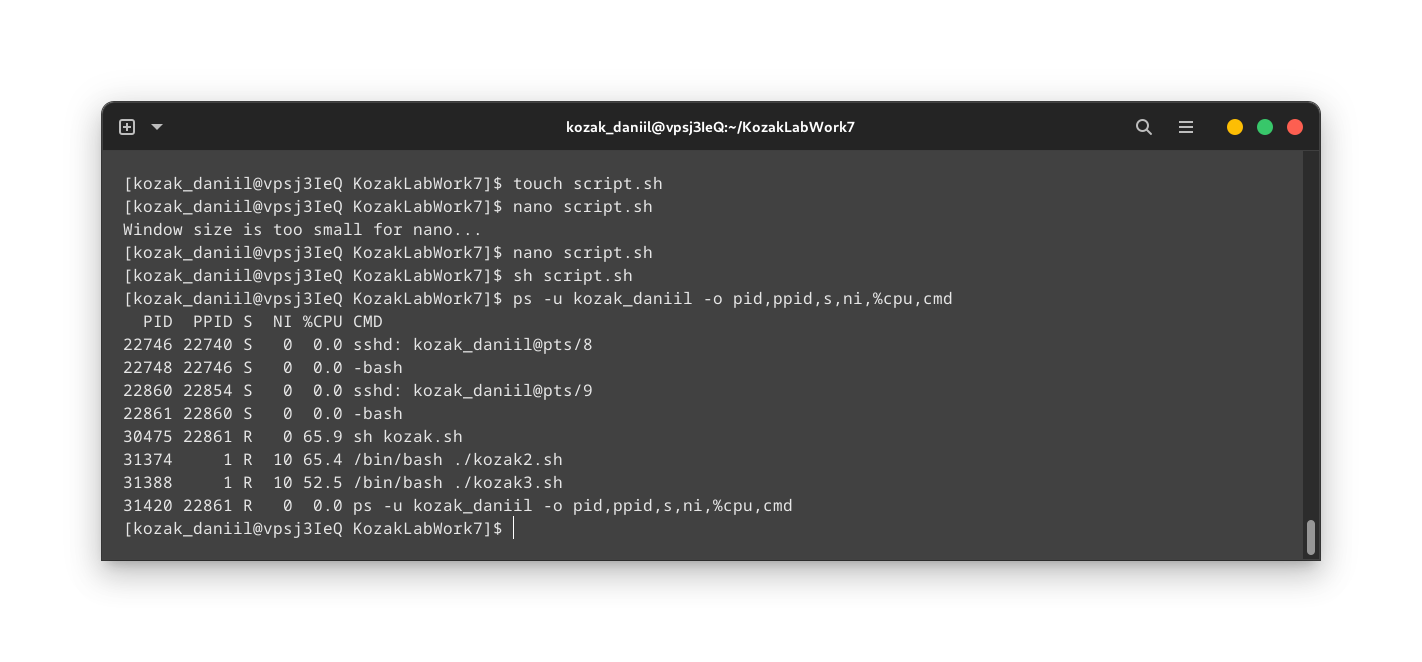 kozak_daniil@vpsj3IeQ:~/KozakLabWork7
[kozak_daniil@vpsj3IeQ KozakLabWork7]$ touch script.sh
[kozak_daniil@vpsj3IeQ KozakLabWork7]$ nano script.sh
Window size is too small for nano...
[kozak_daniil@vpsj3IeQ KozakLabWork7]$ nano script.sh
[kozak_daniil@vpsj3IeQ KozakLabWork7]$ sh script.sh
[kozak_daniil@vpsj3IeQ KozakLabWork7]$ ps -u kozak_daniil -o pid,ppid,s,ni,%cpu,cmd
  PID  PPID S  NI %CPU CMD
22746 22740 S   0  0.0 sshd: kozak_daniil@pts/8
22748 22746 S   0  0.0 -bash
22860 22854 S   0  0.0 sshd: kozak_daniil@pts/9
22861 22860 S   0  0.0 -bash
30475 22861 R   0 65.9 sh kozak.sh
31374     1 R  10 65.4 /bin/bash ./kozak2.sh
31388     1 R  10 52.5 /bin/bash ./kozak3.sh
31420 22861 R   0  0.0 ps -u kozak_daniil -o pid,ppid,s,ni,%cpu,cmd
[kozak_daniil@vpsj3IeQ KozakLabWork7]$